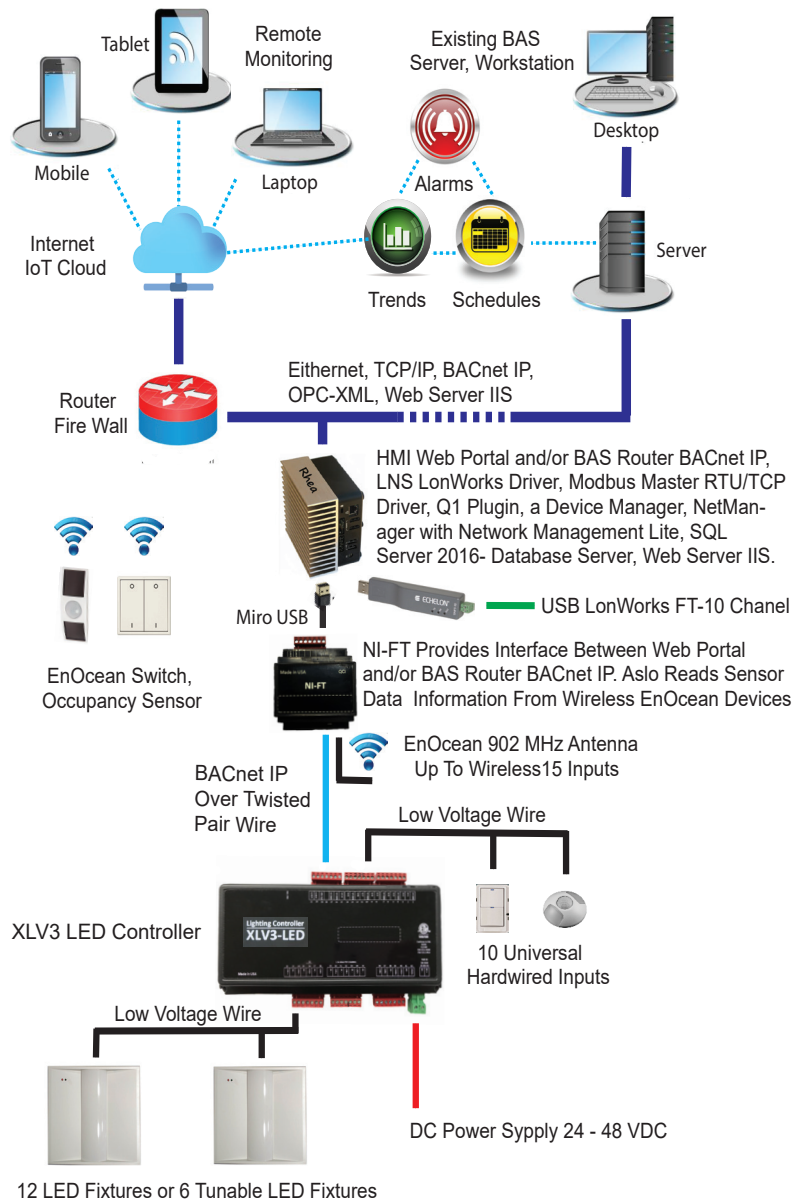 Tablet
Remote
Monitoring
Existing BAS
Server, Workstation
Desktop
Mobile
Laptop
Alarms
Internet
IoT Cloud
Trends
Schedules
Server
Router
Fire Wall
Eithernet, TCP/IP, BACnet IP,
OPC-XML, Web Server IIS
Rhea
HMI Web Portal and/or BAS Router BACnet IP,
LNS LonWorks Driver, Modbus Master RTU/TCP
Driver, Q1 Plugin, a Device Manager, NetMan-
ager with Network Management Lite, SQL
Server 2016- Database Server, Web Server IIS.
Miro USB
ECHELON
USB LonWorks FT-10 Chanel
EnOcean Switch,
Occupancy Sensor
Made in USA
NI-FT
NI-FT Provides Interface Between Web Portal
and/or BAS Router BACnet IP. Aslo Reads Sensor
Data Information From Wireless EnOcean Devices
EnOcean 902 MHz Antenna
Up To Wireless15 Inputs
BACnet IP
Over Twisted
Pair Wire
Low Voltage Wire
XLV3 LED Controller
Lighting Controller
XLV3-LED
Made in USA
10 Universal
Hardwired Inputs
Low Voltage Wire
DC Power Sypply 24 - 48 VDC
12 LED Fixtures or 6 Tunable LED Fixtures